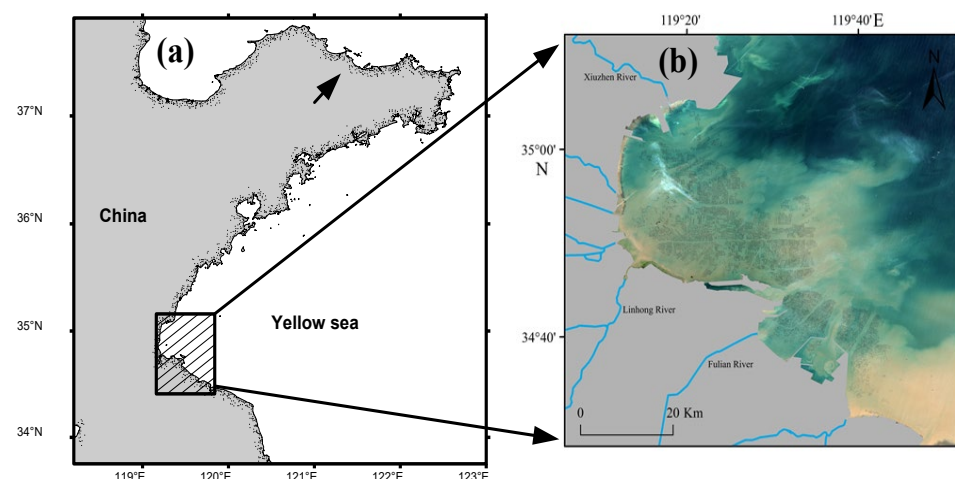 (a)
37°N
36°N
35°N
34°N
China
Yellow sea
119°E 120°E 121°E 122°E 123°E
119°20' 119°40' E
(b)
N
Xiuzhen River
35°00'
N
Linhong River
34°40'
Fulian River
0 20 Km